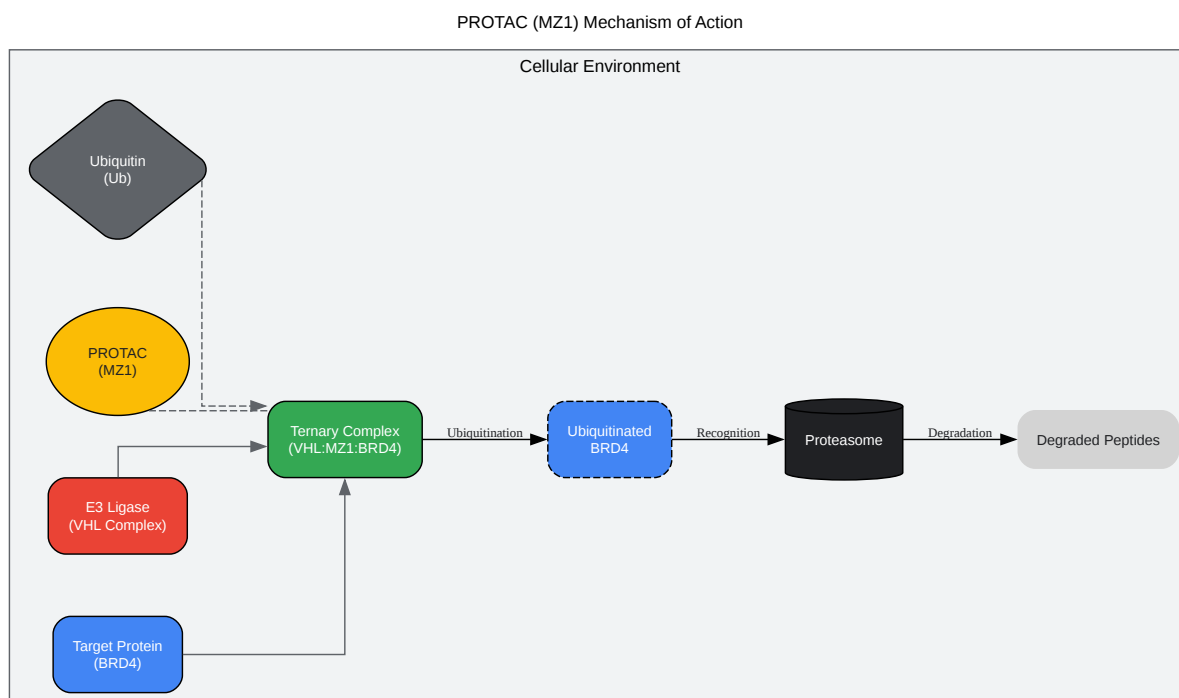 PROTAC (MZ1) Mechanism of Action
Cellular Environment
Ubiquitin
(Ub)
PROTAC
(MZ1)
E3 Ligase
(VHL Complex)
Target Protein
(BRD4)
Ternary Complex
(VHL:MZ1:BRD4)
Ubiquitination
Ubiquitinated
BRD4
Recognition
Proteasome
Degradation
Degraded Peptides